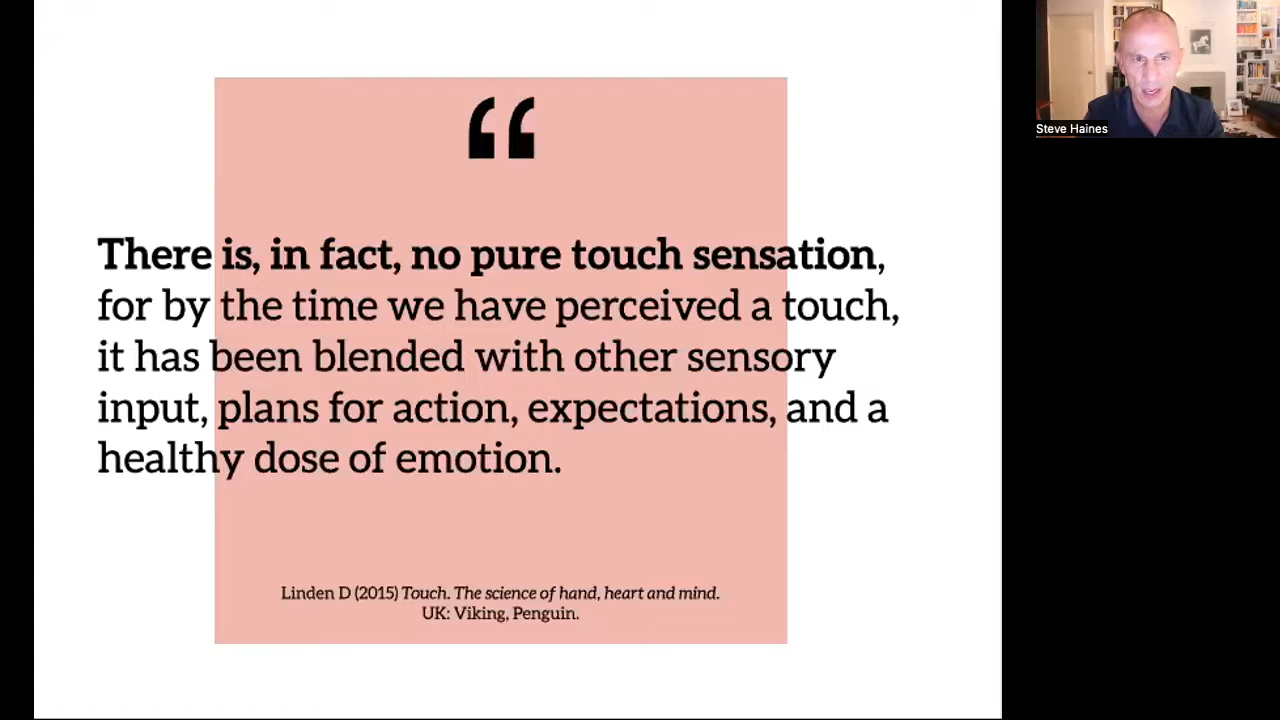 “
There is, in fact, no pure touch sensation,
for by the time we have perceived a touch,
it has been blended with other sensory
input, plans for action, expectations, and a
healthy dose of emotion.
Linden D (2015) Touch. The science of hand, heart and mind.
UK: Viking, Penguin.
Steve Haines